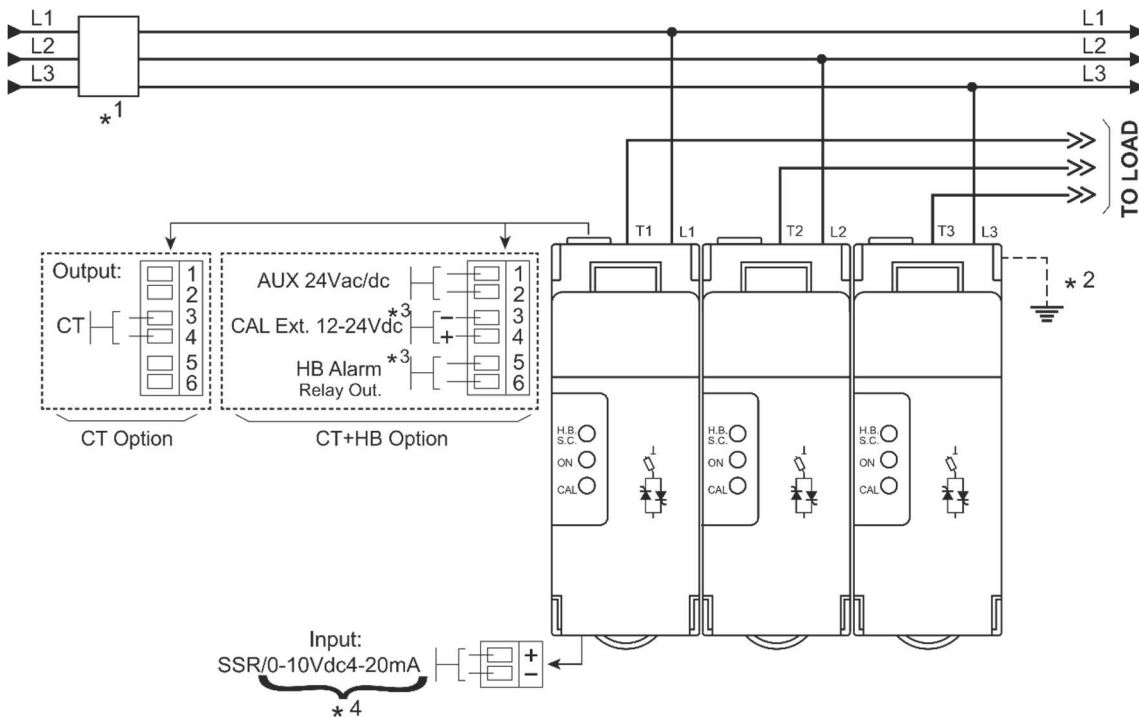 L1 L1
L2 L2
L3 L3
*1
TO LOAD
T1 L1 T2 L2 T3 L3
*2
Output:
CT
1
2
3
4
5
6
CT Option
AUX 24Vac/dc
CAL Ext. 12-24Vdc *3
HB Alarm *3
Relay Out.
- 
+
1
2
3
4
5
6
CT+HB Option
H.B.
S.C.
ON
CAL
H.B.
S.C.
ON
CAL
H.B.
S.C.
ON
CAL
Input:
SSR/0-10Vdc4-20mA
+
-
*4